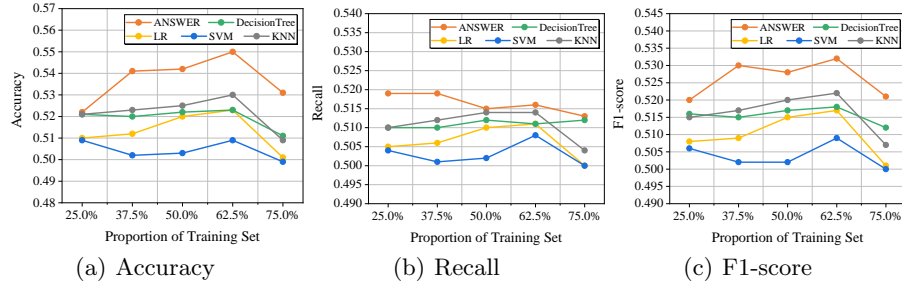 0.57
0.56
0.55
0.54
0.53
0.52
0.51
0.50
0.49
0.48
Accuracy
ANSWER DecisionTree
LR SVM KNN
25.0% 37.5% 50.0% 62.5% 75.0%
Proportion of Training Set
(a) Accuracy
0.540
0.535
0.530
0.525
0.520
0.515
0.510
0.505
0.500
0.495
0.490
Recall
ANSWER DecisionTree
LR SVM KNN
25.0% 37.5% 50.0% 62.5% 75.0%
Proportion of Training Set
(b) Recall
0.545
0.540
0.535
0.530
0.525
0.520
0.515
0.510
0.505
0.500
0.495
0.490
F1-score
ANSWER DecisionTree
LR SVM KNN
25.0% 37.5% 50.0% 62.5% 75.0%
Proportion of Training Set
(c) F1-score